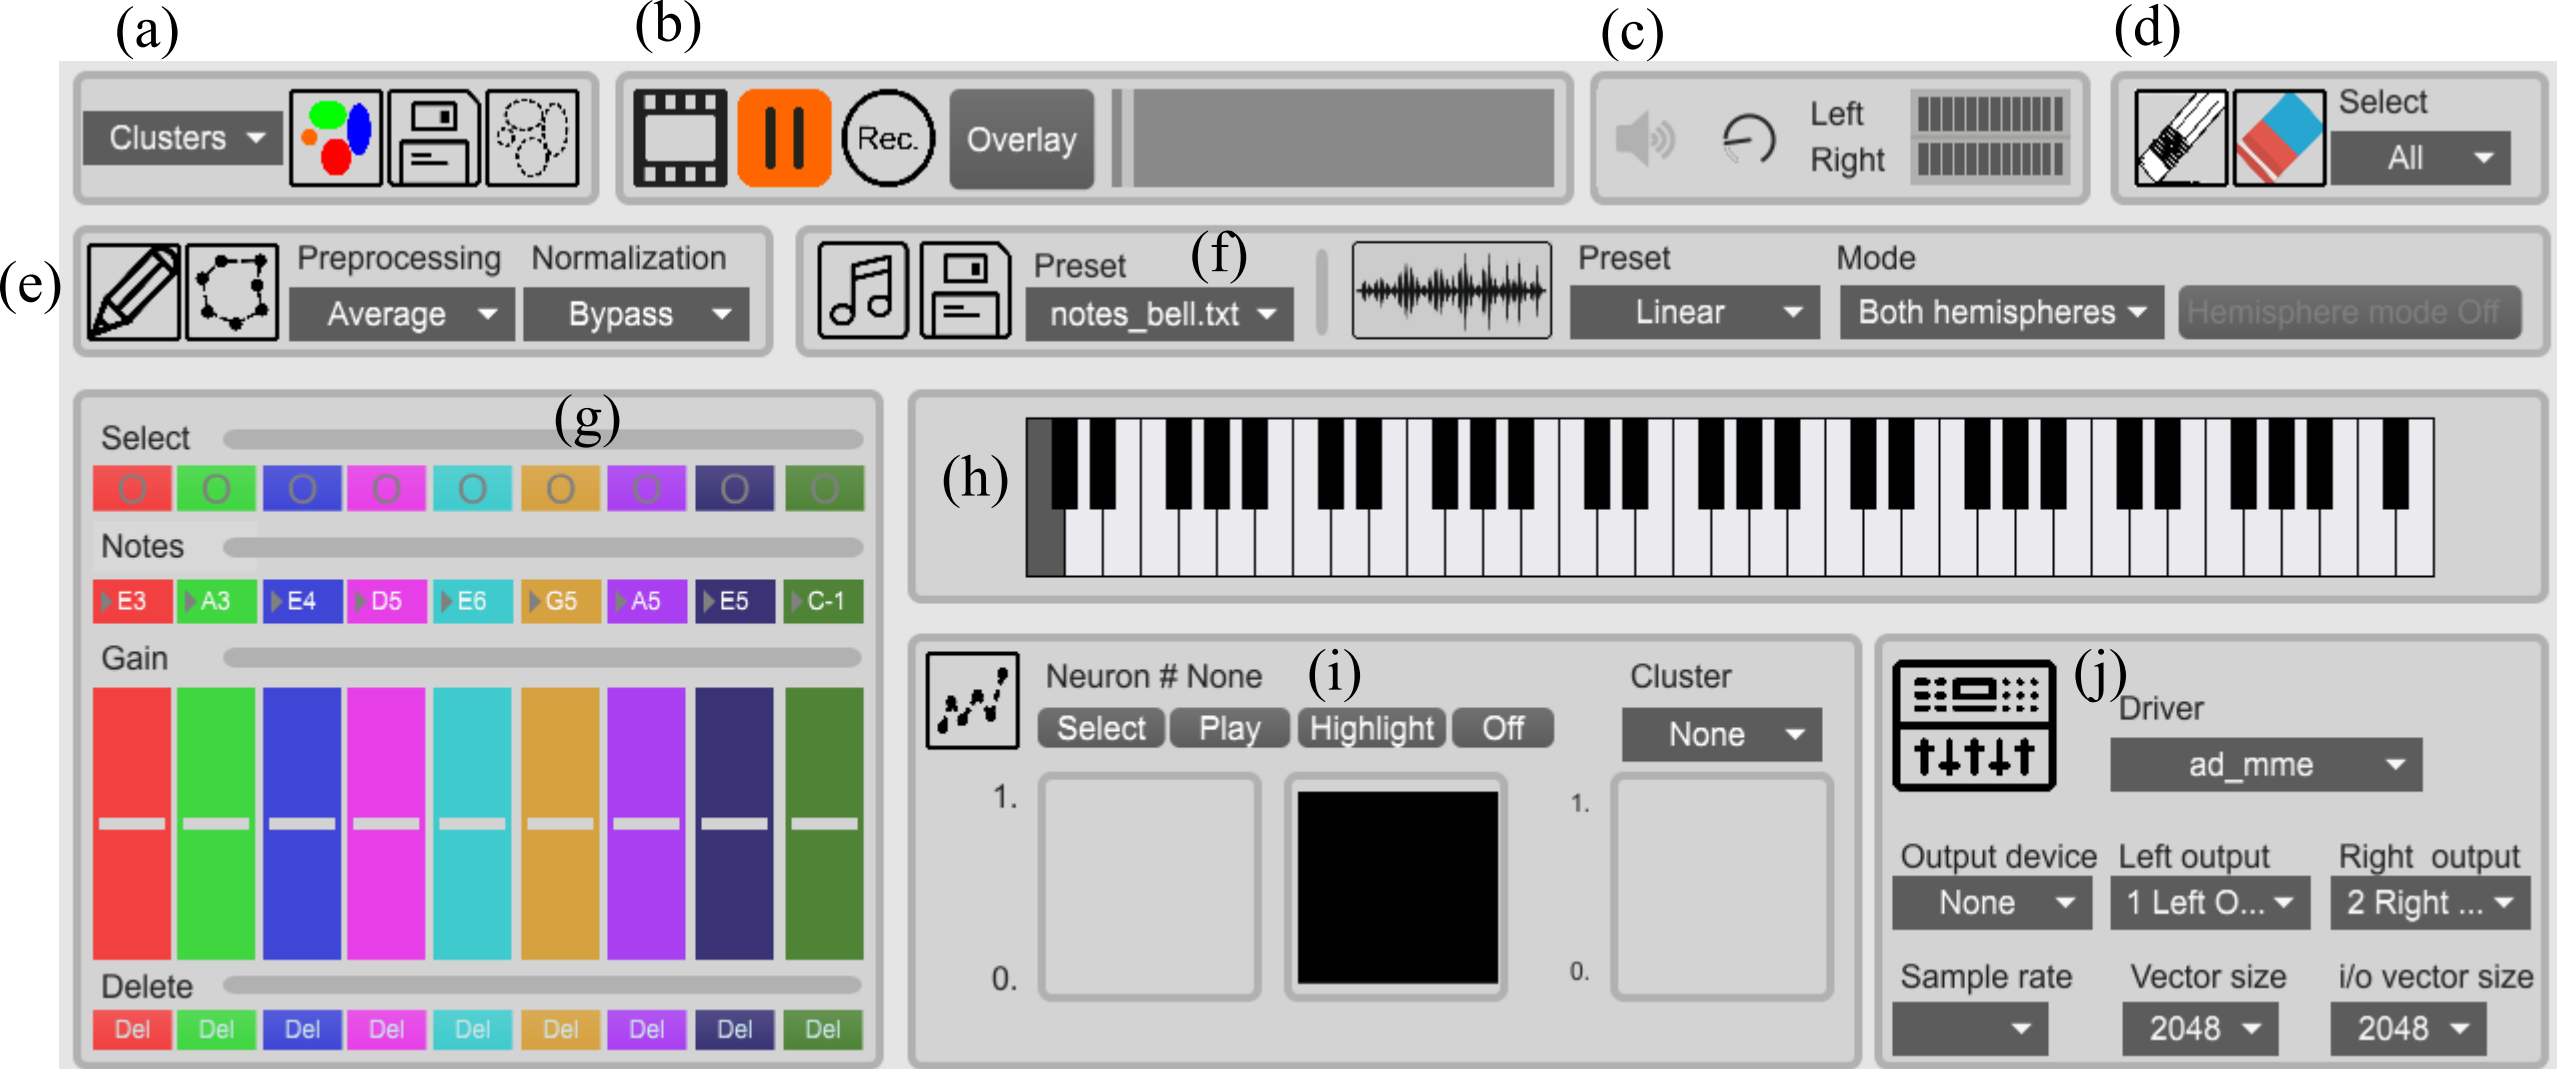 (a)
(b)
(c)
(d)
Clusters
Rec.
Overlay
Left
Right
Select
All
(e)
Preprocessing
Average
Normalization
Bypass
Preset
notes_bell.txt
(f)
Preset
Linear
Mode
Both hemispheres
Hemisphere mode Off
Select
(g)
O O O O O O O O O
Notes
E3 A3 E4 D5 E6 G5 A5 E5 C-1
Gain
Delete
Del Del Del Del Del Del Del Del Del
(h)
Neuron # None
(i)
Select Play Highlight Off
Cluster
None
1.
0.
1.
0.
(j)
Driver
ad_mme
Output device Left output Right output
None 1 Left O... 2 Right ...
Sample rate Vector size i/o vector size
2048 2048